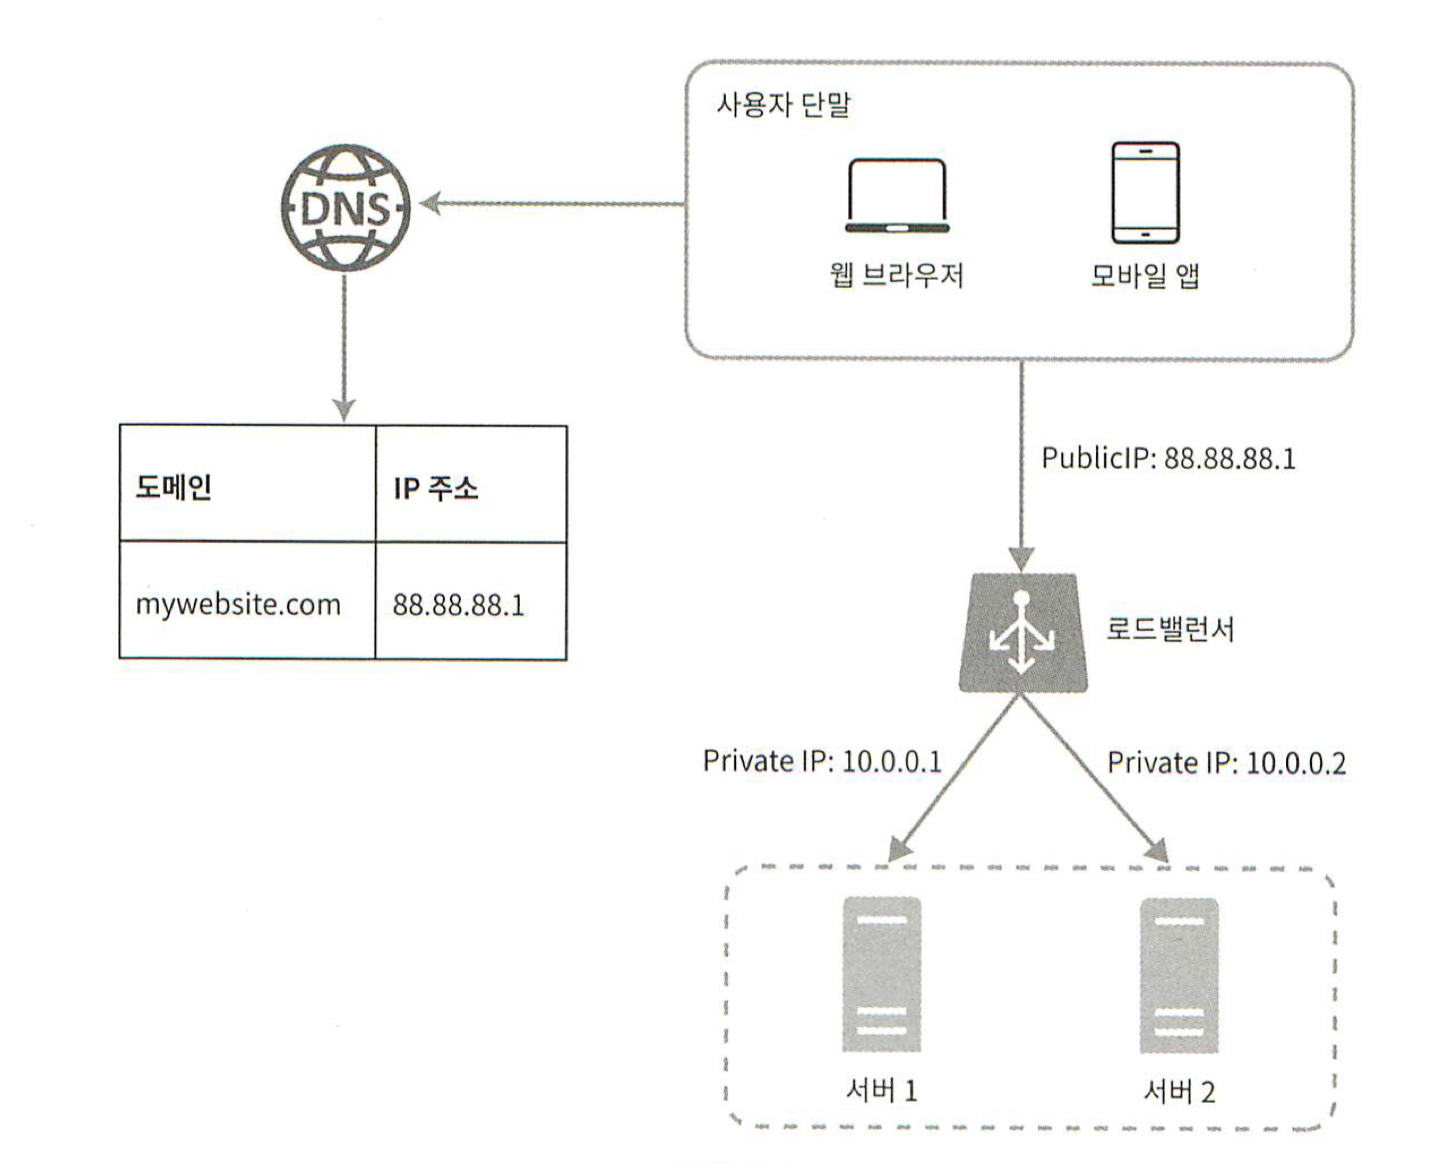 사용자 단말
DNS
웹 브라우저
모바일 앱
도메인
IP 주소
mywebsite.com
88.88.88.1
PublicIP: 88.88.88.1
로드밸런서
Private IP: 10.0.0.1
Private IP: 10.0.0.2
서버 1
서버 2